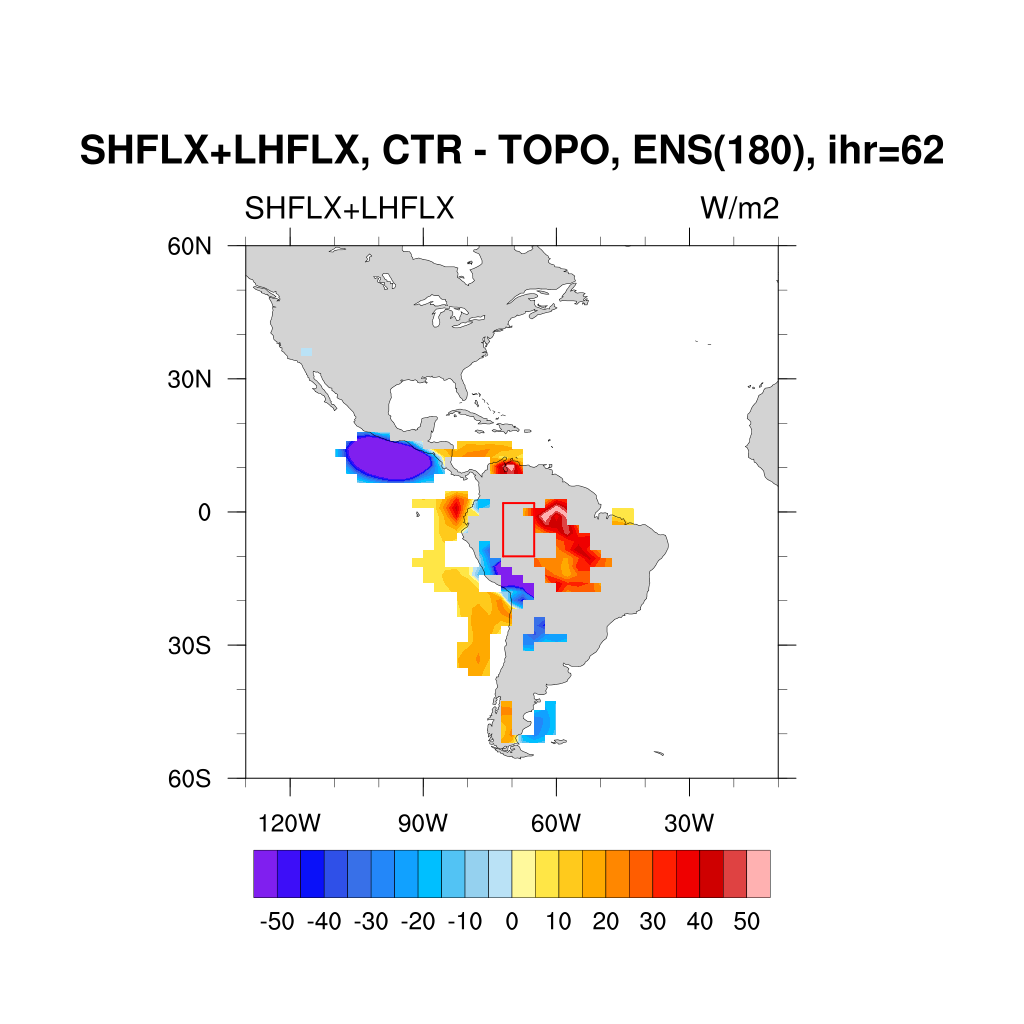 SHFLX+LHFLX, CTR - TOPO, ENS(180), ihr=62
SHFLX+LHFLX W/m2
60N
30N
0
30S
60S
120W 90W 60W 30W
-50 -40 -30 -20 -10 0 10 20 30 40 50